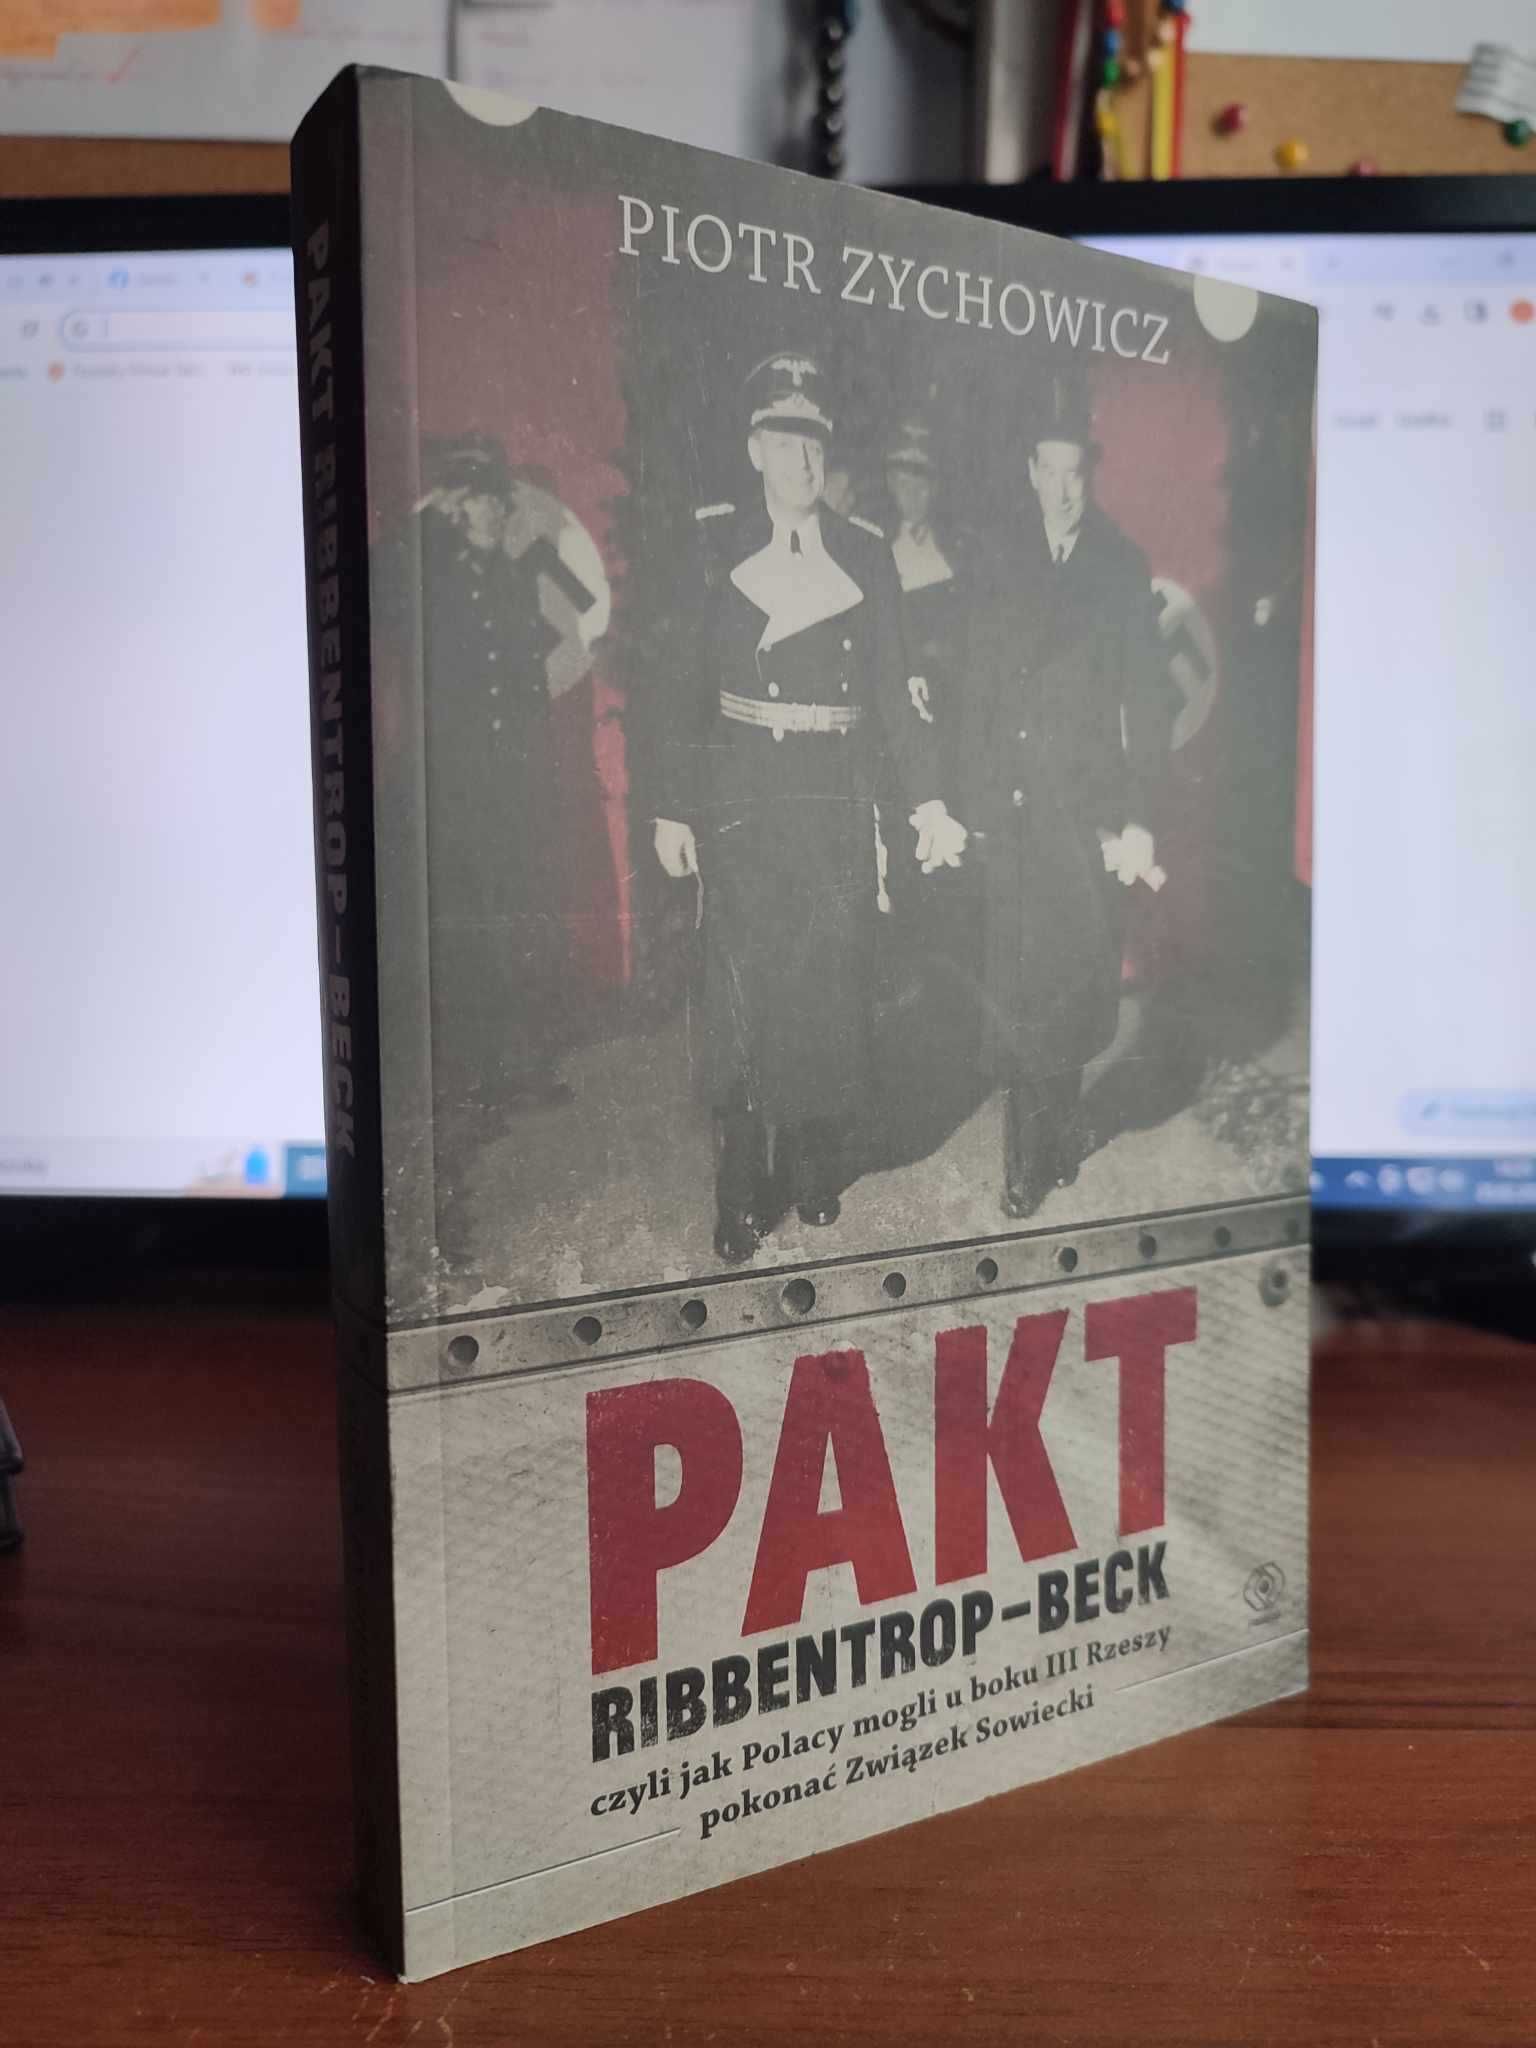 PIOTR ZYCHOWICZ
PAKT RIBBENTROP–BECK
PAKT
RIBBENTROP–BECK
czyli jak Polacy mogli u boku III Rzeszy
pokonać Związek Sowiecki